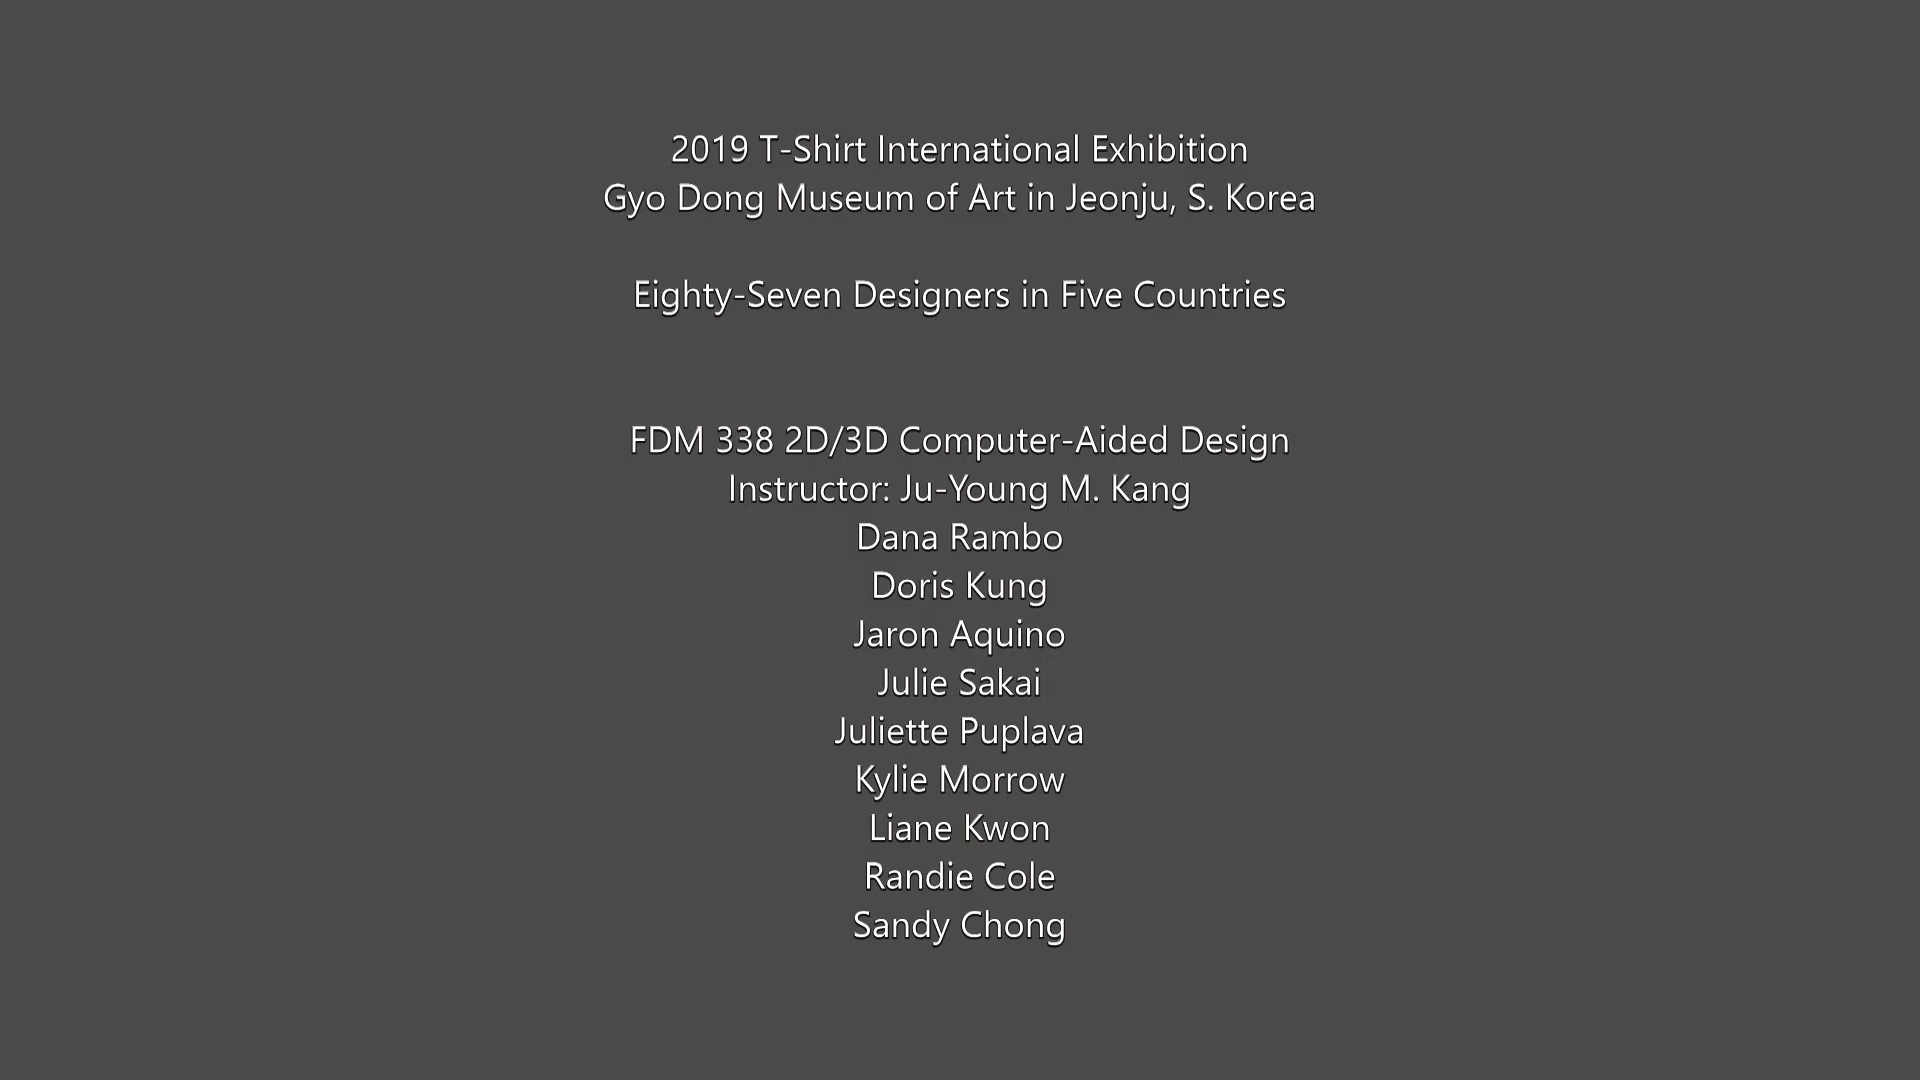 2019 T-Shirt International Exhibition
Gyo Dong Museum of Art in Jeonju, S. Korea
Eighty-Seven Designers in Five Countries
FDM 338 2D/3D Computer-Aided Design
Instructor: Ju-Young M. Kang
Dana Rambo
Doris Kung
Jaron Aquino
Julie Sakai
Juliette Puplava
Kylie Morrow
Liane Kwon
Randie Cole
Sandy Chong